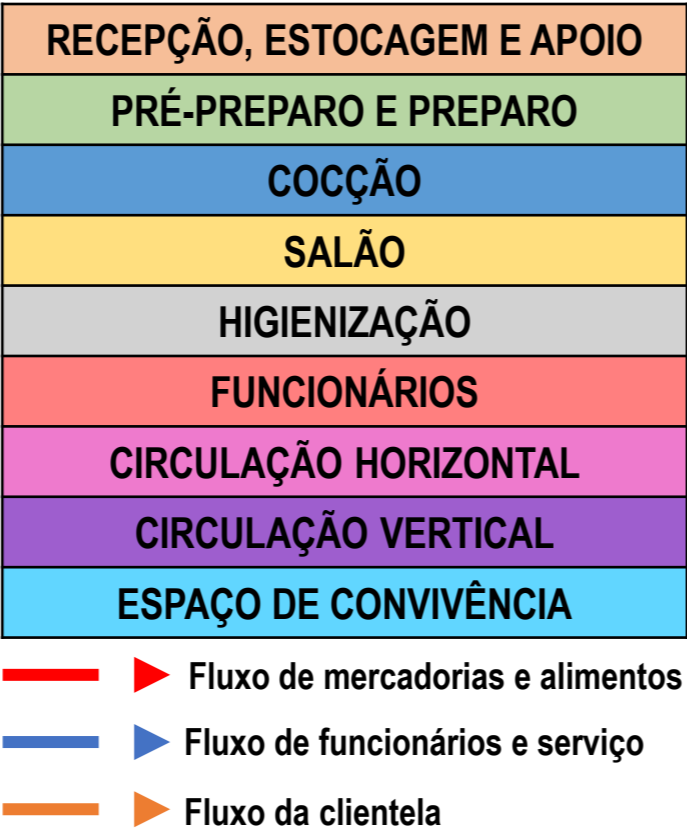 RECEPÇÃO, ESTOCAGEM E APOIO
PRÉ-PREPARO E PREPARO
COCÇÃO
SALÃO
HIGIENIZAÇÃO
FUNCIONÁRIOS
CIRCULAÇÃO HORIZONTAL
CIRCULAÇÃO VERTICAL
ESPAÇO DE CONVIVÊNCIA
Fluxo de mercadorias e alimentos
Fluxo de funcionários e serviço
Fluxo da clientela